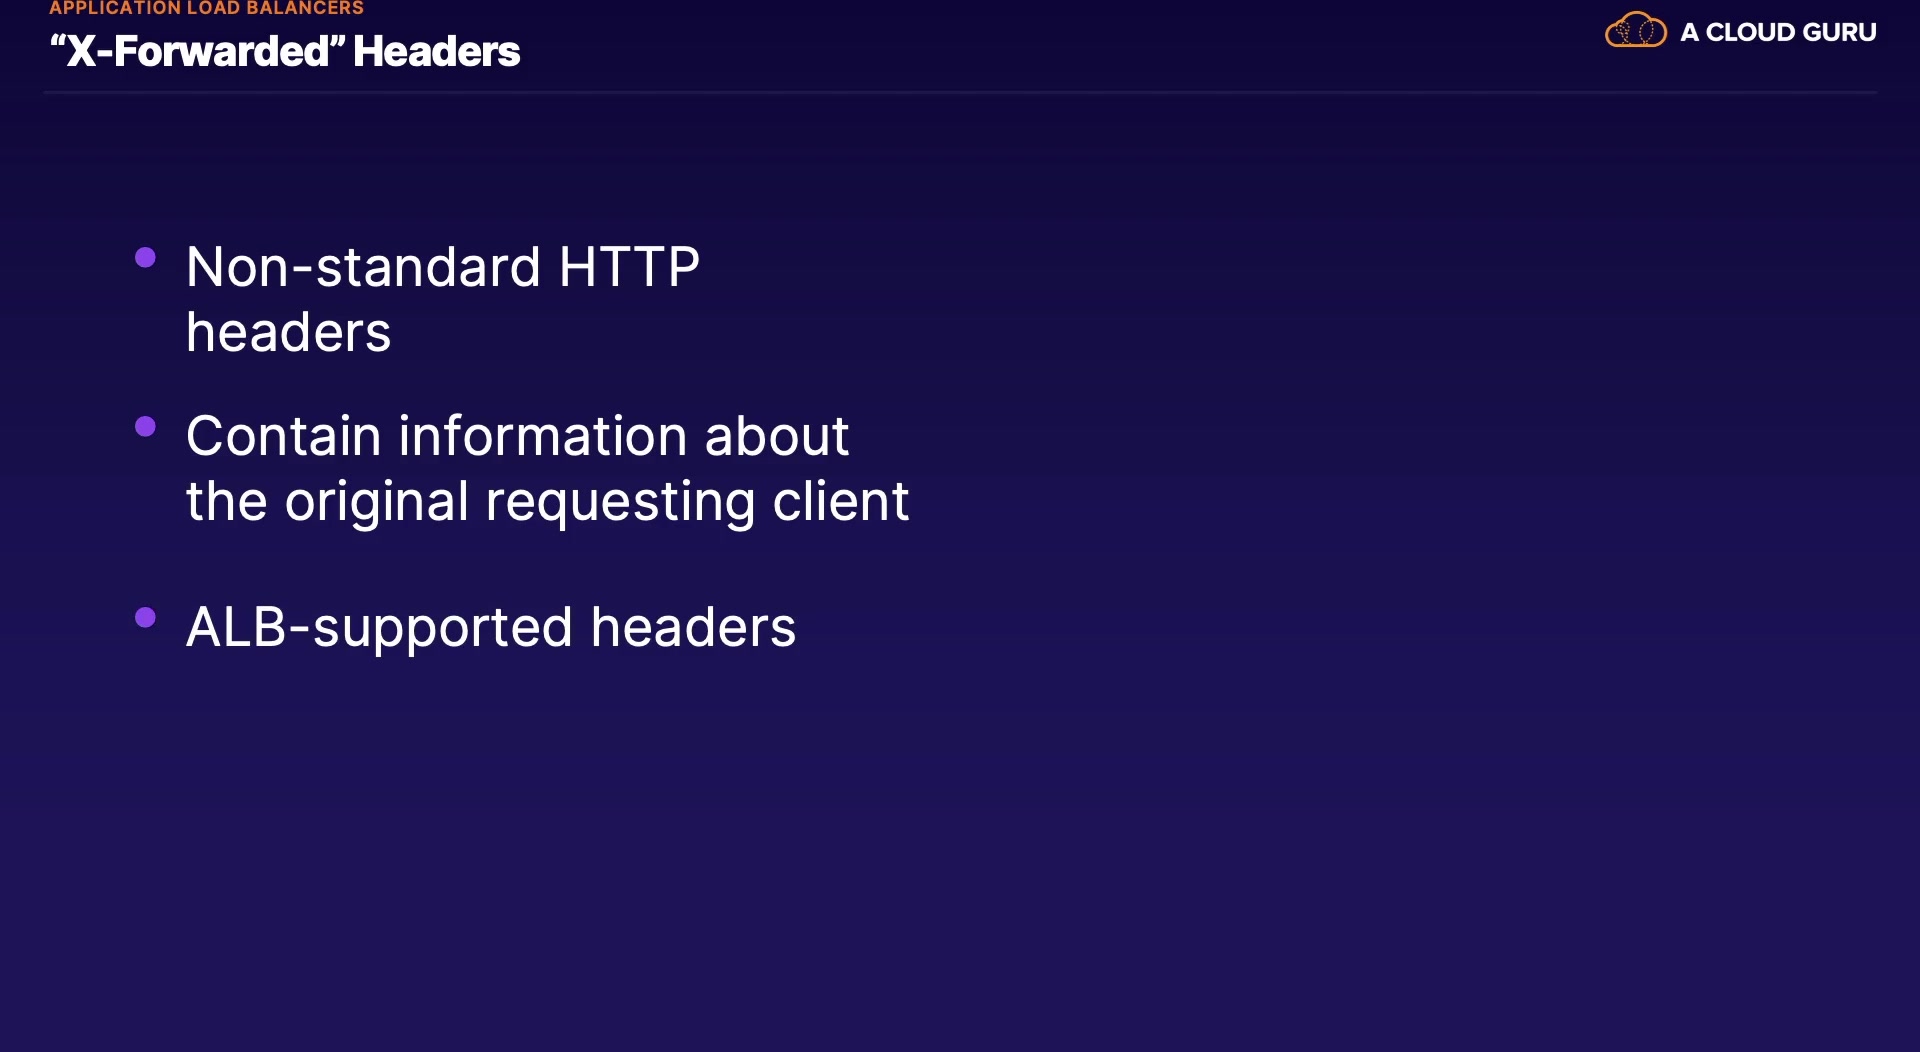 APPLICATION LOAD BALANCERS
“X-Forwarded” Headers
A CLOUD GURU
Non-standard HTTP
headers
Contain information about
the original requesting client
ALB-supported headers